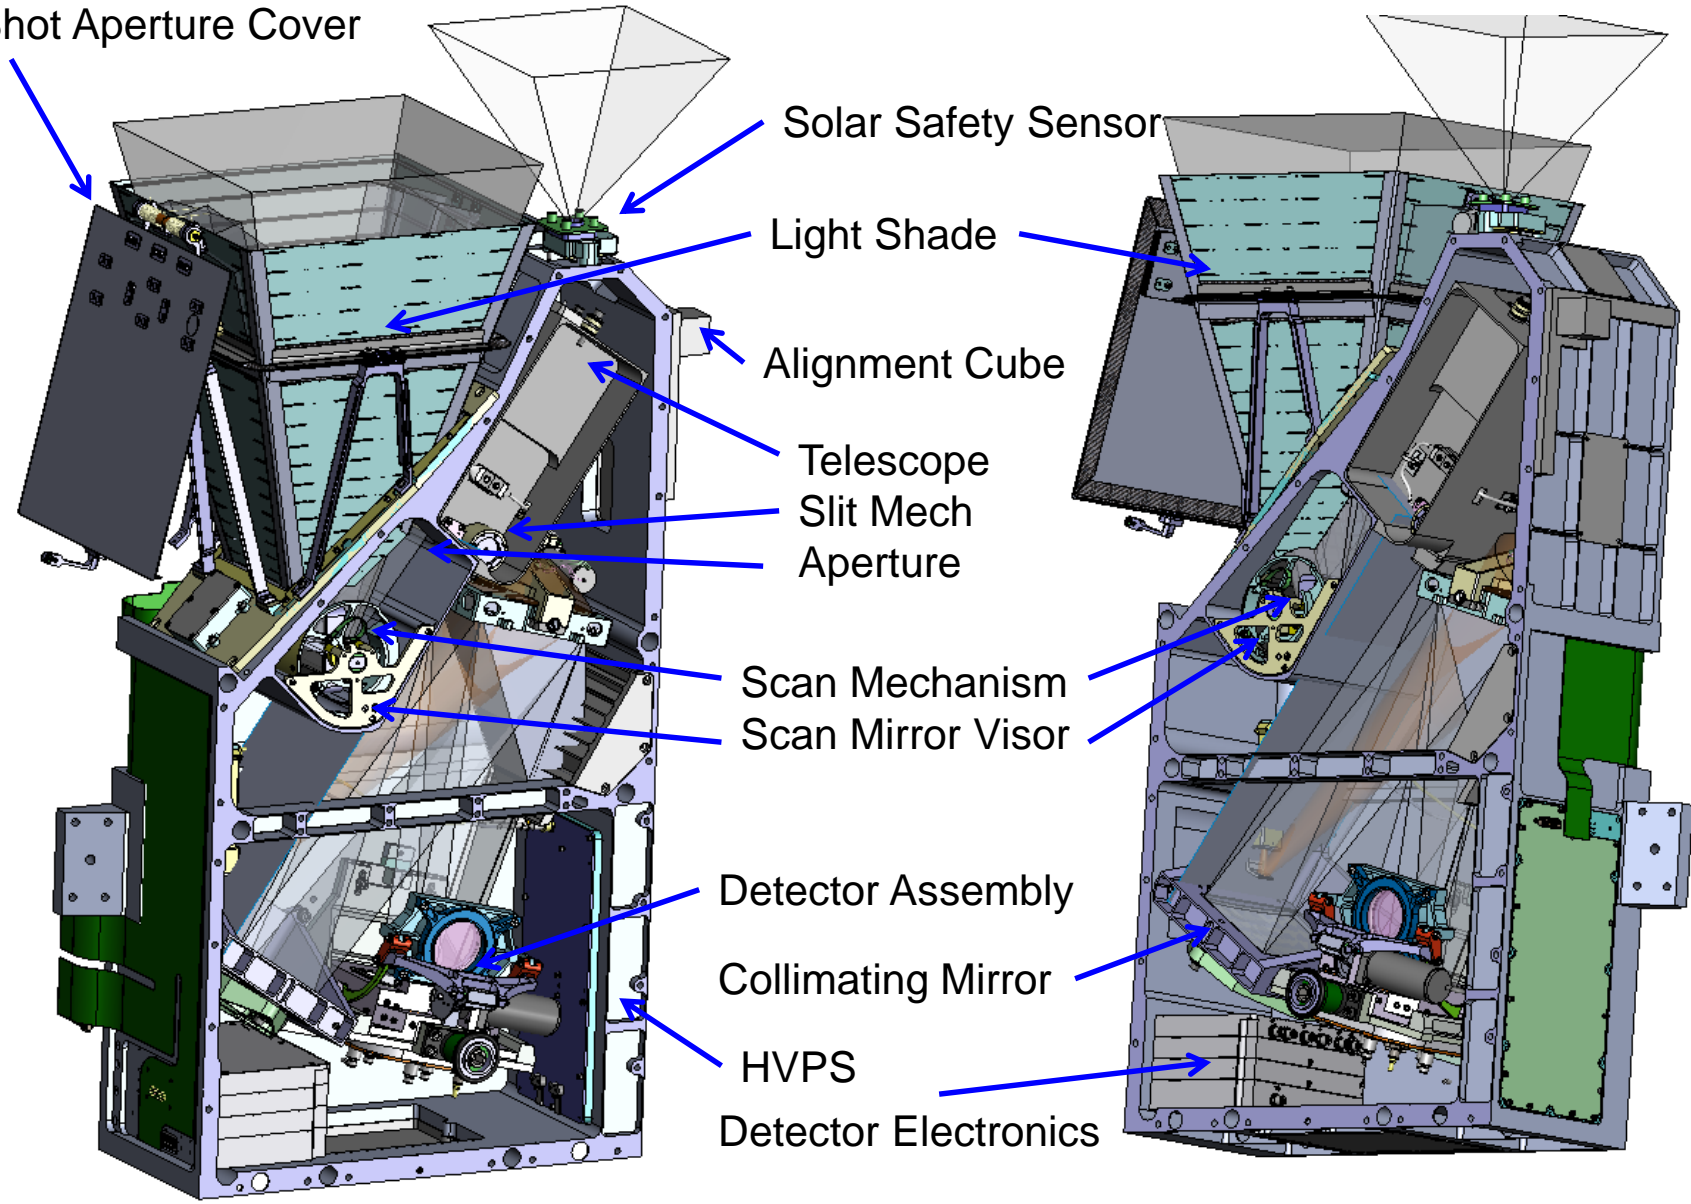 Shot Aperture Cover
Solar Safety Sensor
Light Shade
Alignment Cube
Telescope
Slit Mech
Aperture
Scan Mechanism
Scan Mirror Visor
Detector Assembly
Collimating Mirror
HVPS
Detector Electronics